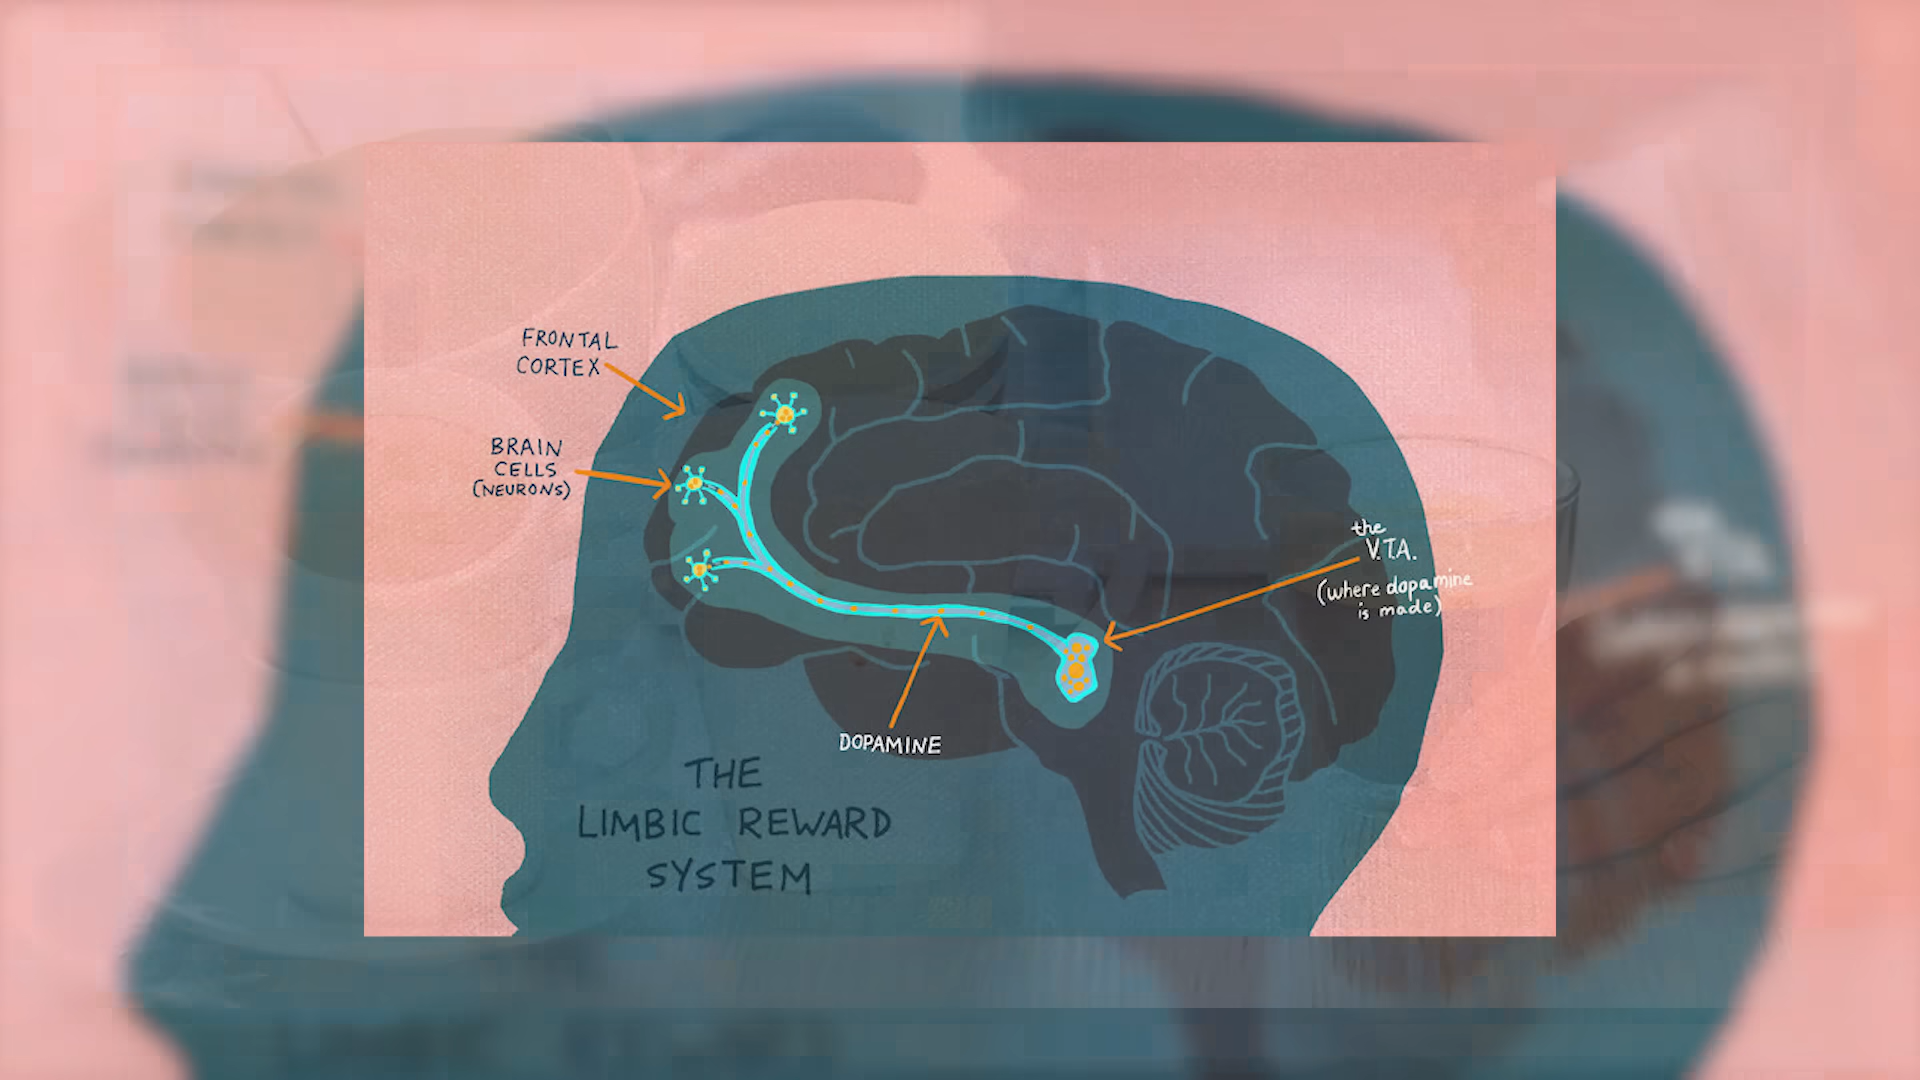 FRONTAL
CORTEX
BRAIN
CELLS
(NEURONS)
the
V.T.A.
(where dopamine
is made)
DOPAMINE
THE
LIMBIC REWARD
SYSTEM